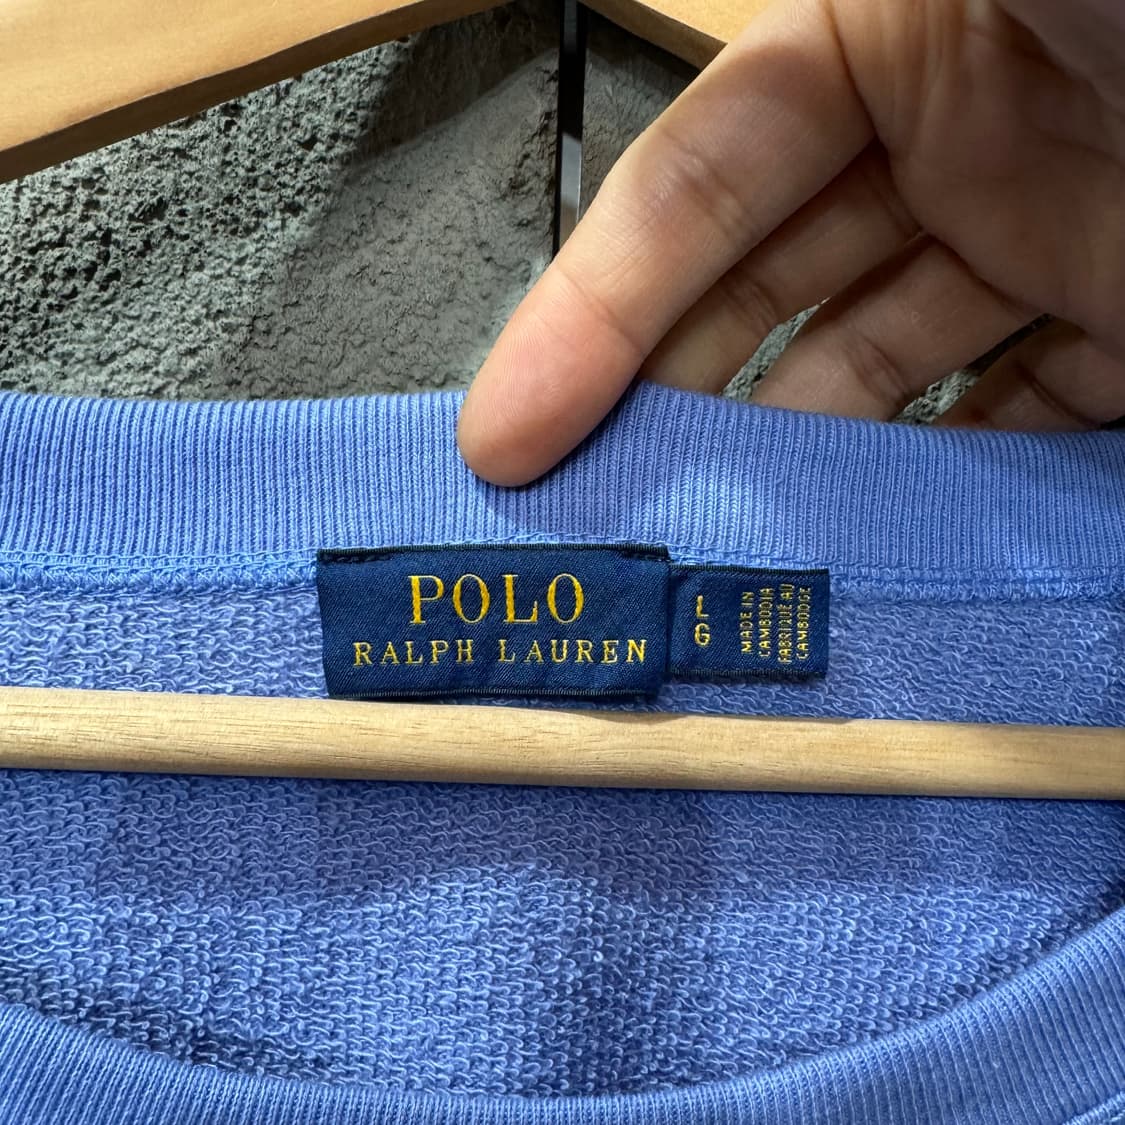 POLO
RALPH LAUREN
L
G
MADE IN
CAMBODIA
FABRIQUÉ AU
CAMBODGE